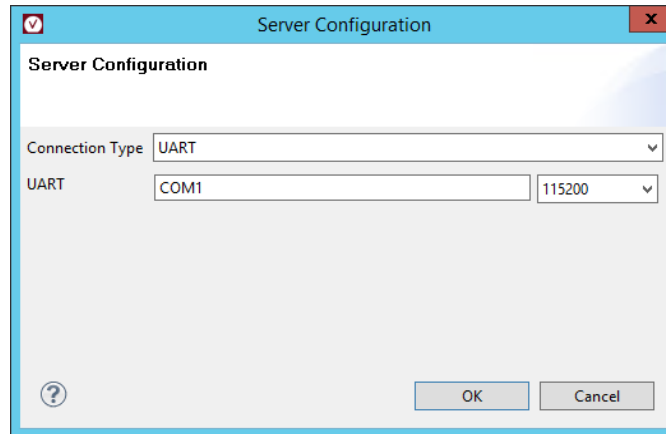 Server Configuration
x
Server Configuration
Connection Type UART
UART COM1 115200
?
OK Cancel